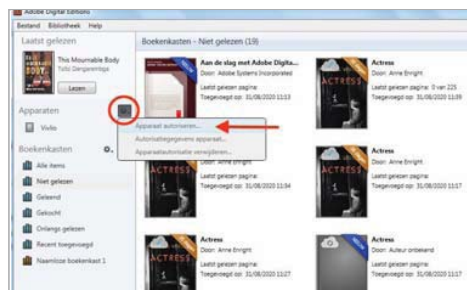 Adobe Digital Editions
Bestand Bibliotheek Help
Laatst gelezen
This Mournable Body
Tsitsi Dangarembga
Lezen
Apparaten
Vivlio
Boekenkasten
Alle items
Niet gelezen
Geleend
Gekocht
Onlangs gelezen
Recent toegevoegd
Naamloze boekenkast 1
Boekenkasten - Niet gelezen (19)
Aan de slag met Adobe Digita...
Door: Adobe Systems Incorporated
Laatst gelezen pagina:
Toegevoegd op: 31/08/2020 11:13
Actress
Door: Anne Enright
Laatst gelezen pagina: 0 van 225
Toegevoegd op: 31/08/2020 11:39
Apparaat autoriseren...
Autorisatiegegevens apparaat...
Apparaatautorisatie verwijderen...
ACTRESS
Door: Anne Enright
Laatst gelezen pagina:
Toegevoegd op: 31/08/2020 11:34
ACTRESS
Door: Anne Enright
Laatst gelezen pagina:
Toegevoegd op: 31/08/2020 11:17
ACTRESS
Actress
Door: Anne Enright
Laatst gelezen pagina:
Toegevoegd op: 31/08/2020 11:27
Actress
Door: Auteur onbekend
Laatst gelezen pagina:
Toegevoegd op: 31/08/2020 11:17